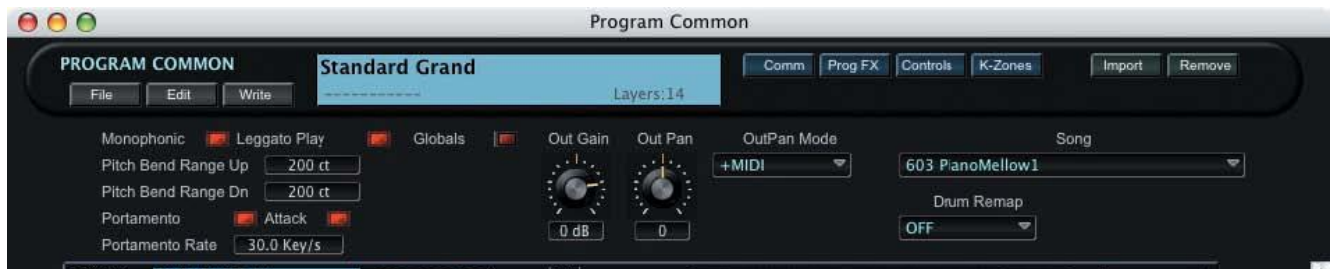 Program Common
PROGRAM COMMON
Standard Grand
Comm Prog FX Controls K-Zones Import Remove
File Edit Write
----------- Layers:14
Monophonic Leggato Play Globals Out Gain Out Pan OutPan Mode Song
Pitch Bend Range Up 200 ct +MIDI 603 PianoMellow1
Pitch Bend Range Dn 200 ct
Drum Remap
Portamento Attack
0 dB 0 OFF
Portamento Rate 30.0 Key/s